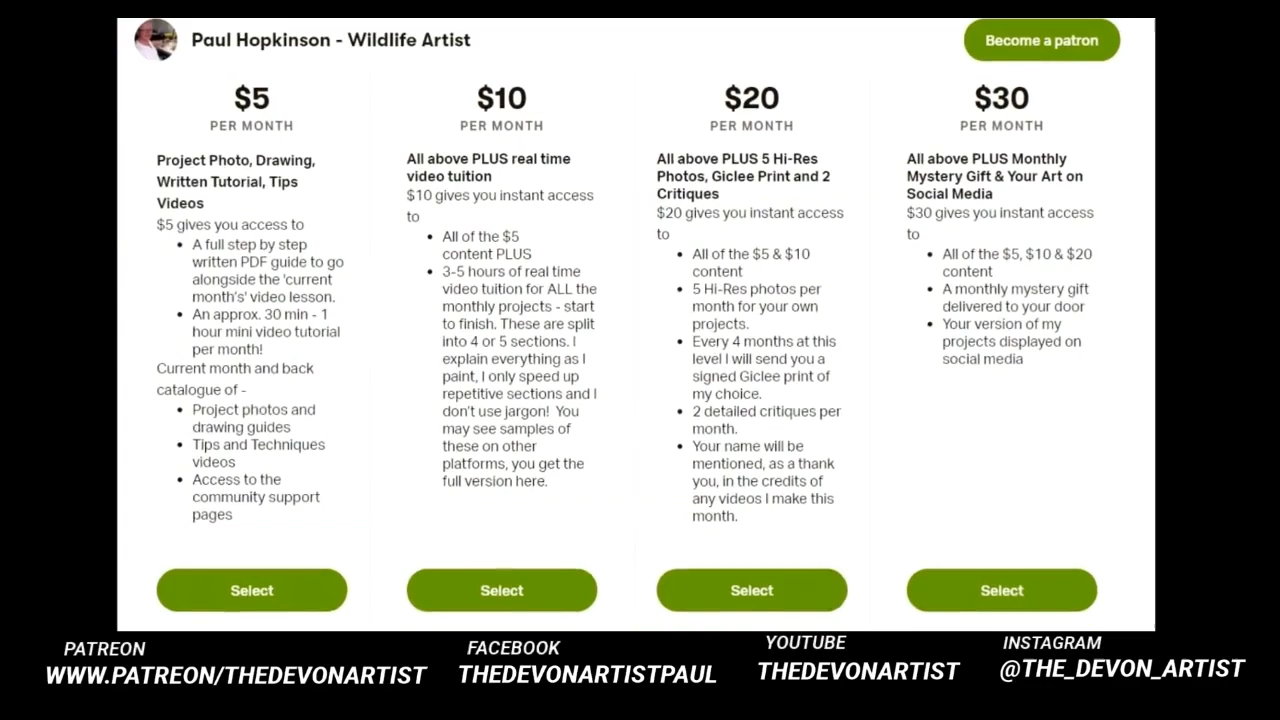 Paul Hopkinson - Wildlife Artist
Become a patron
$5
PER MONTH
Project Photo, Drawing,
Written Tutorial, Tips
Videos
$5 gives you access to
• A full step by step
written PDF guide to go
alongside the 'current
month's' video lesson.
• An approx. 30 min - 1
hour mini video tutorial
per month!
Current month and back
catalogue of -
• Project photos and
drawing guides
• Tips and Techniques
videos
• Access to the
community support
pages
Select
$10
PER MONTH
All above PLUS real time
video tuition
$10 gives you instant access
to
• All of the $5
content PLUS
• 3-5 hours of real time
video tuition for ALL the
monthly projects - start
to finish. These are split
into 4 or 5 sections. I
explain everything as I
paint, I only speed up
repetitive sections and I
don't use jargon! You
may see samples of
these on other
platforms, you get the
full version here.
Select
$20
PER MONTH
All above PLUS 5 Hi-Res
Photos, Giclee Print and 2
Critiques
$20 gives you instant access
to
• All of the $5 & $10
content
• 5 Hi-Res photos per
month for your own
projects.
• Every 4 months at this
level I will send you a
signed Giclee print of
my choice.
• 2 detailed critiques per
month.
• Your name will be
mentioned, as a thank
you, in the credits of
any videos I make this
month.
Select
$30
PER MONTH
All above PLUS Monthly
Mystery Gift & Your Art on
Social Media
$30 gives you instant access
to
• All of the $5, $10 & $20
content
• A monthly mystery gift
delivered to your door
• Your version of my
projects displayed on
social media
Select
PATREON
WWW.PATREON/THEDEVONARTIST
FACEBOOK
THEDEVONARTISTPAUL
YOUTUBE
THEDEVONARTIST
INSTAGRAM
@THE_DEVON_ARTIST